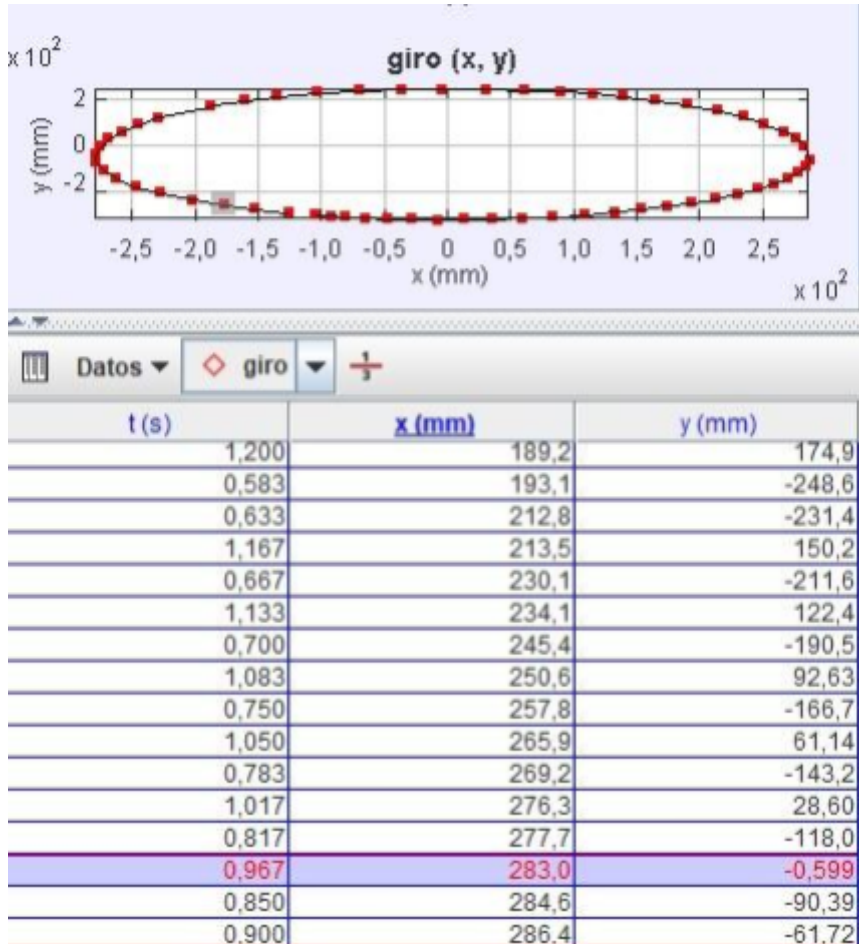 x 10²
giro (x, y)
2
0
-2
y (mm)
-2,5 -2,0 -1,5 -1,0 -0,5 0 0,5 1,0 1,5 2,0 2,5
x (mm)
x 10²
Datos giro 1/3
t (s) x (mm) y (mm)
1,200 189,2 174,9
0,583 193,1 -248,6
0,633 212,8 -231,4
1,167 213,5 150,2
0,667 230,1 -211,6
1,133 234,1 122,4
0,700 245,4 -190,5
1,083 250,6 92,63
0,750 257,8 -166,7
1,050 265,9 61,14
0,783 269,2 -143,2
1,017 276,3 28,60
0,817 277,7 -118,0
0,967 283,0 -0,599
0,850 284,6 -90,39
0,900 286,4 -61,72